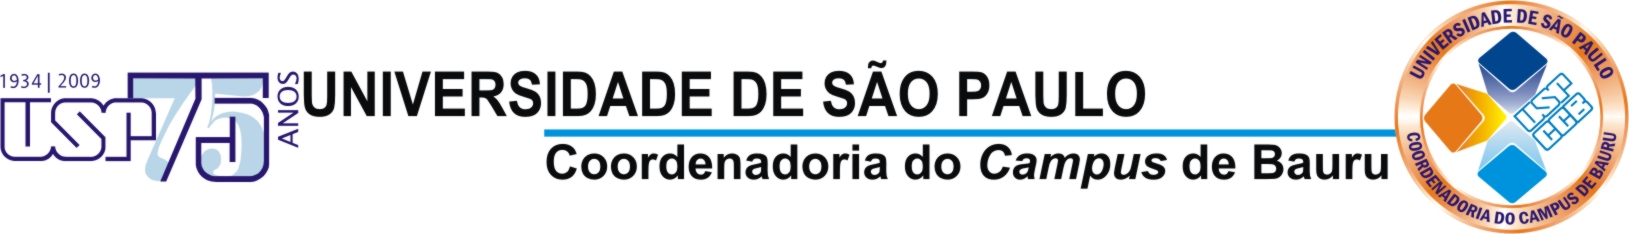 1934 | 2009
USP 75
ANOS
UNIVERSIDADE DE SÃO PAULO
Coordenadoria do Campus de Bauru
UNIVERSIDADE DE SÃO PAULO
USP
CCB
COORDENADORIA DO CAMPUS DE BAURU